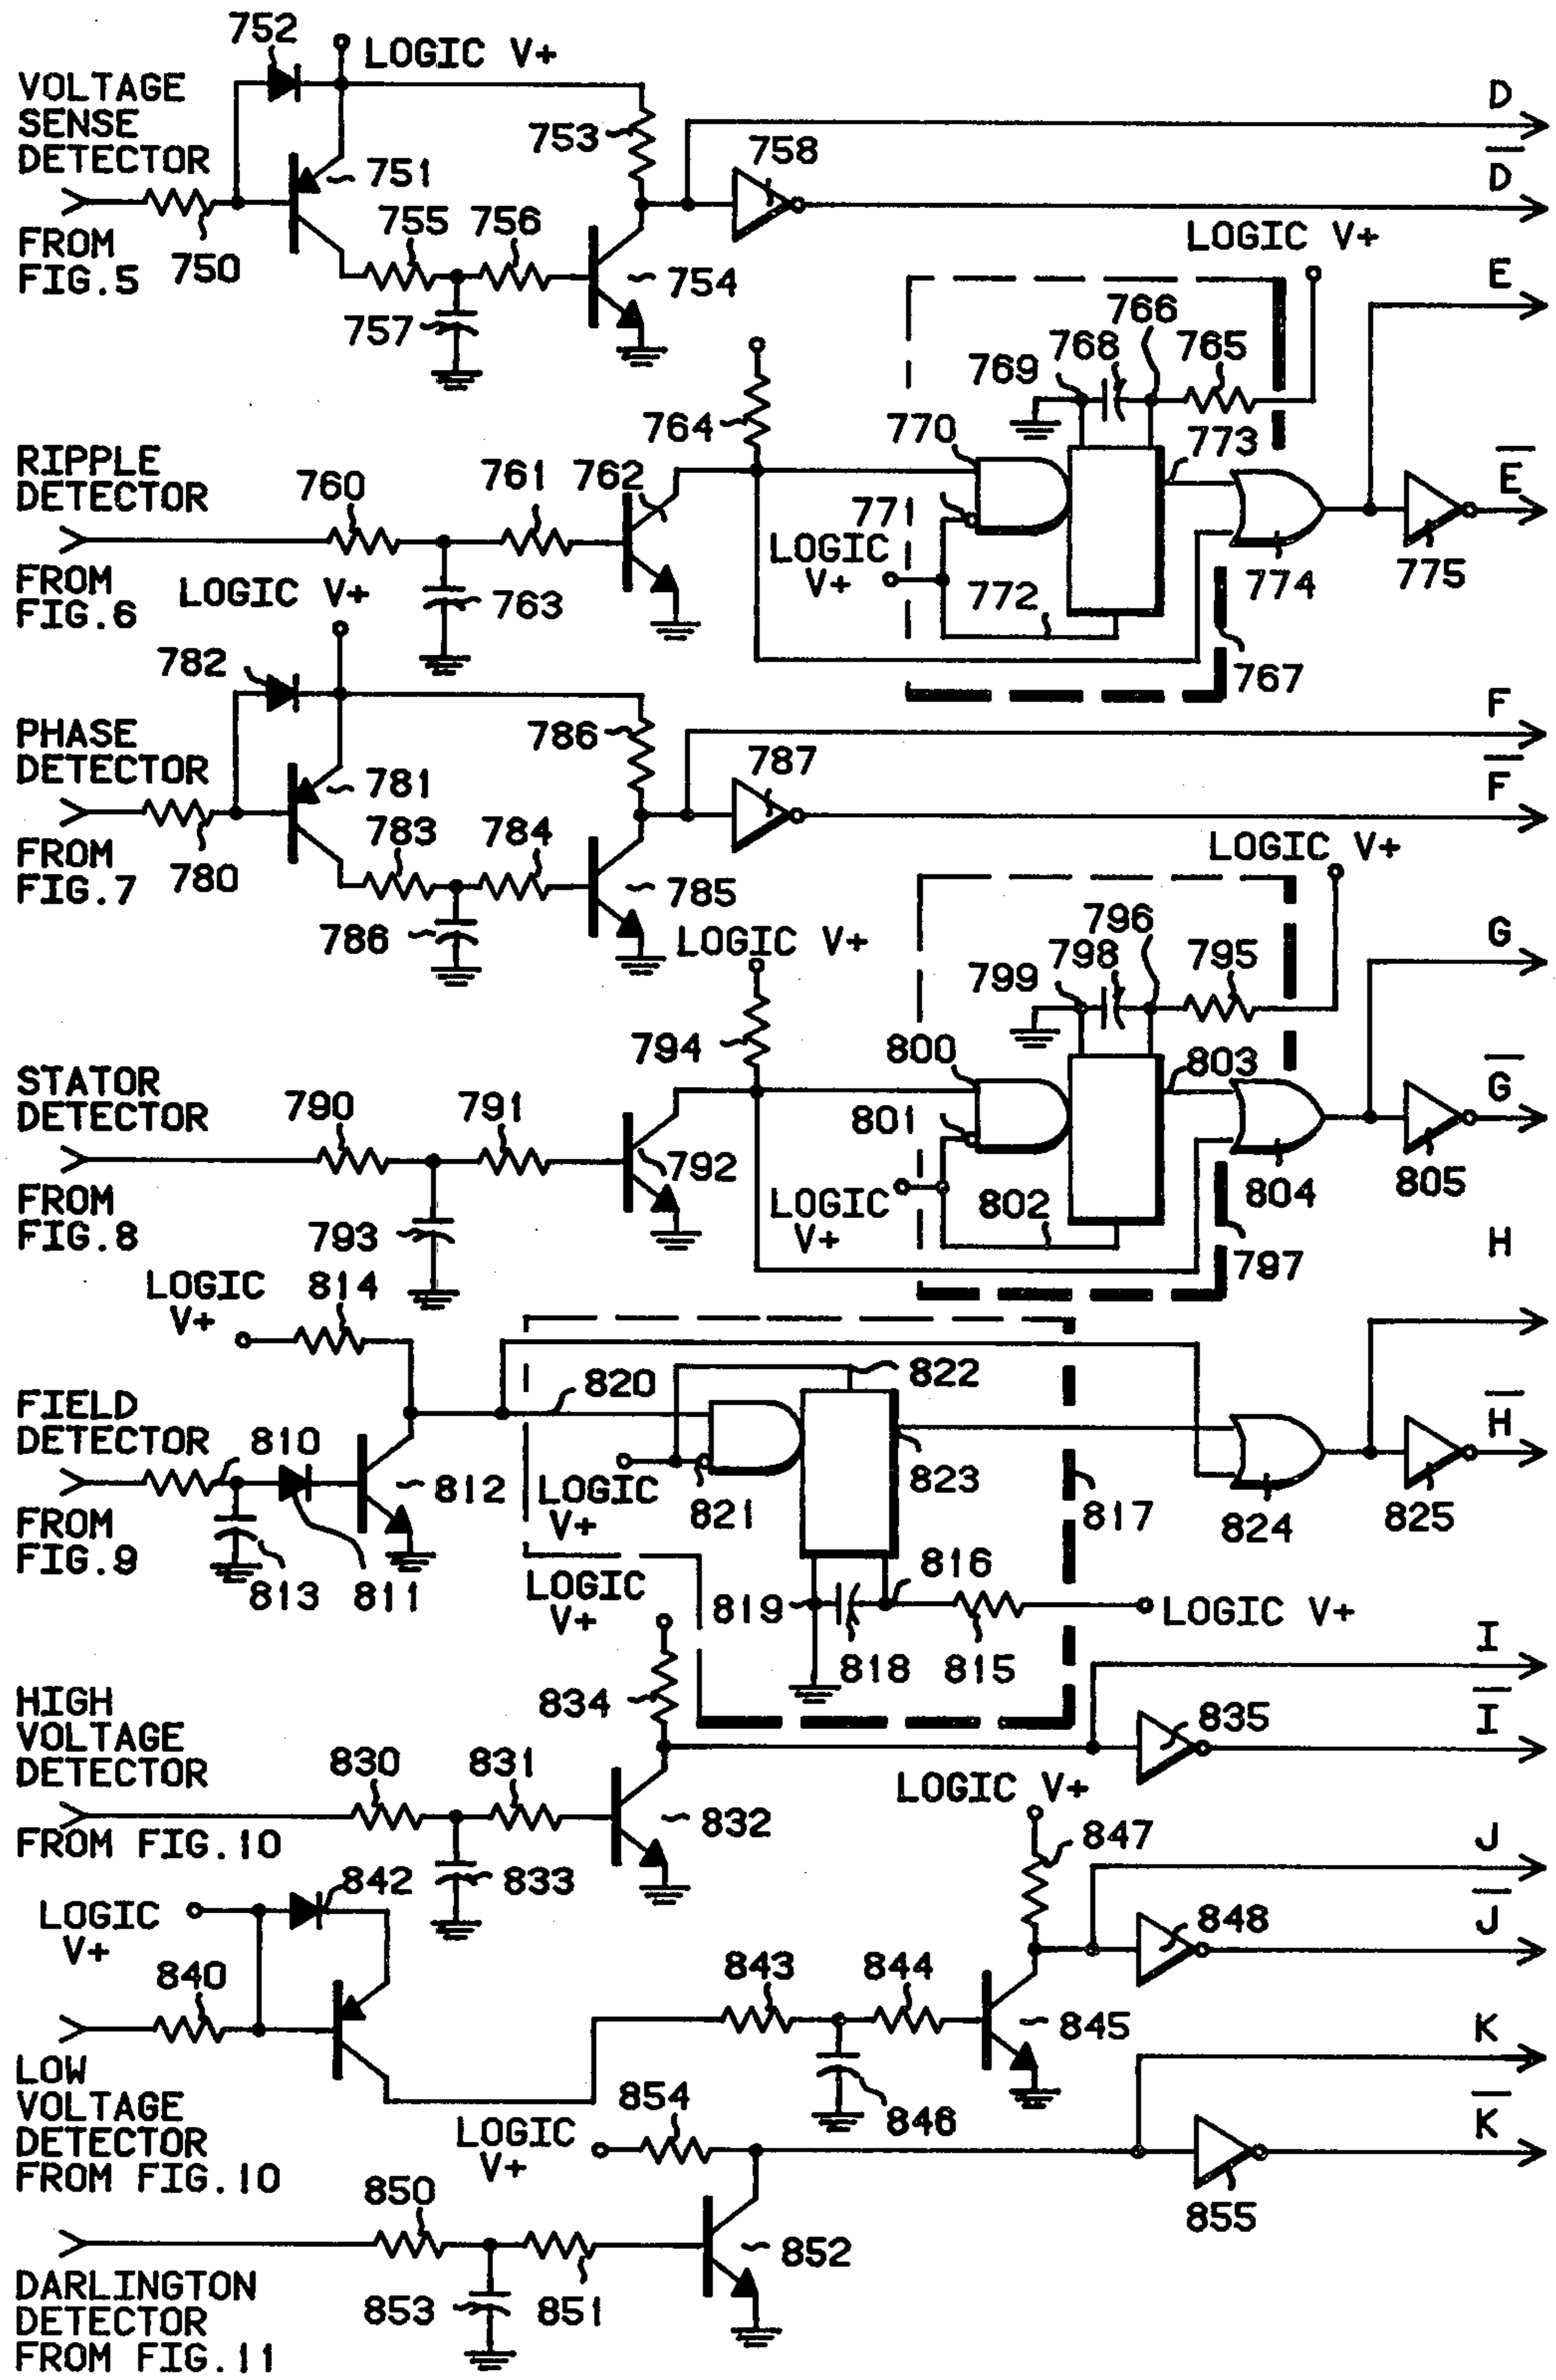 752
LOGIC V+
VOLTAGE
SENSE
DETECTOR
753
758
D
D
751
755
756
FROM
FIG.5
750
754
757
LOGIC V+
E
766
769
768
765
764
770
773
RIPPLE
DETECTOR
760
761
762
771
E
LOGIC
V+
772
774
775
FROM
FIG.6
763
767
LOGIC V+
782
PHASE
DETECTOR
786
787
F
F
781
783
784
FROM
FIG.7
780
785
786
LOGIC V+
LOGIC V+
796
799
798
795
G
794
800
803
STATOR
DETECTOR
790
791
792
801
G
LOGIC
V+
802
804
805
FROM
FIG.8
793
797
H
LOGIC
V+
814
820
822
FIELD
DETECTOR
810
812
LOGIC
V+
821
823
817
824
825
H
FROM
FIG.9
813
811
LOGIC
V+
819
816
LOGIC V+
818
815
HIGH
VOLTAGE
DETECTOR
834
835
I
I
830
831
832
LOGIC V+
FROM FIG.10
833
847
J
LOGIC
V+
842
848
J
840
843
844
845
K
LOW
VOLTAGE
DETECTOR
FROM FIG.10
LOGIC
V+
854
846
K
855
850
852
DARLINGTON
DETECTOR
FROM FIG.11
853
851